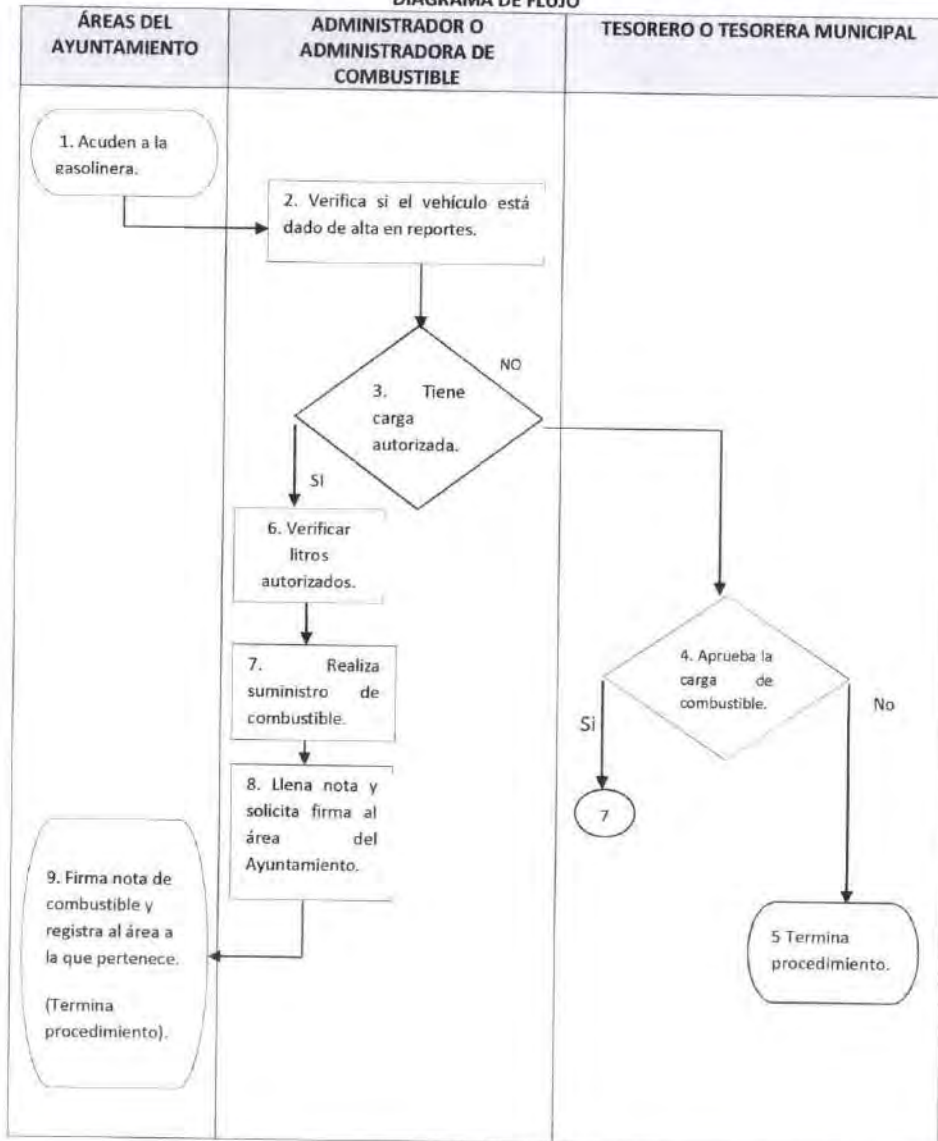 DIAGRAMA DE FLUJO
ÁREAS DEL
AYUNTAMIENTO
ADMINISTRADOR O
ADMINISTRADORA DE
COMBUSTIBLE
TESORERO O TESORERA MUNICIPAL
1. Acuden a la
gasolinera.
2. Verifica si el vehículo está
dado de alta en reportes.
3. Tiene
carga
autorizada.
NO
SI
6. Verificar
litros
autorizados.
7. Realiza
suministro de
combustible.
8. Llena nota y
solicita firma al
área del
Ayuntamiento.
4. Aprueba la
carga de
combustible.
Si
No
7
5 Termina
procedimiento.
9. Firma nota de
combustible y
registra al área a
la que pertenece.
(Termina
procedimiento).